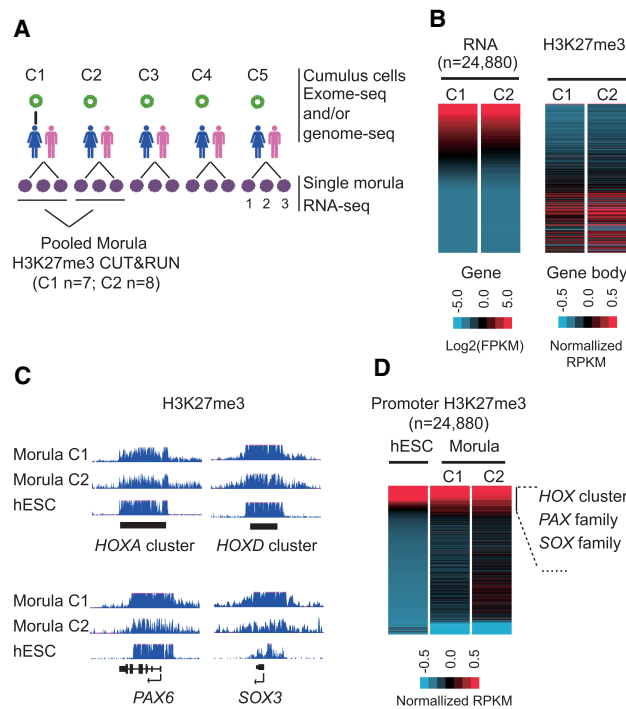 A
C1 C2 C3 C4 C5
Cumulus cells
Exome-seq
and/or
genome-seq
Single morula
RNA-seq
1 2 3
Pooled Morula
H3K27me3 CUT&RUN
(C1 n=7; C2 n=8)
B
RNA
(n=24,880)
H3K27me3
C1 C2 C1 C2
Gene
Gene body
-5.0 0.0 5.0
-0.5 0.0 0.5
Log2(FPKM)
Normallized
RPKM
C
H3K27me3
Morula C1
Morula C2
hESC
HOXA cluster HOXD cluster
Morula C1
Morula C2
hESC
PAX6 SOX3
D
Promoter H3K27me3
(n=24,880)
hESC Morula
C1 C2
HOX cluster
PAX family
SOX family
......
-0.5 0.0 0.5
Normallized RPKM